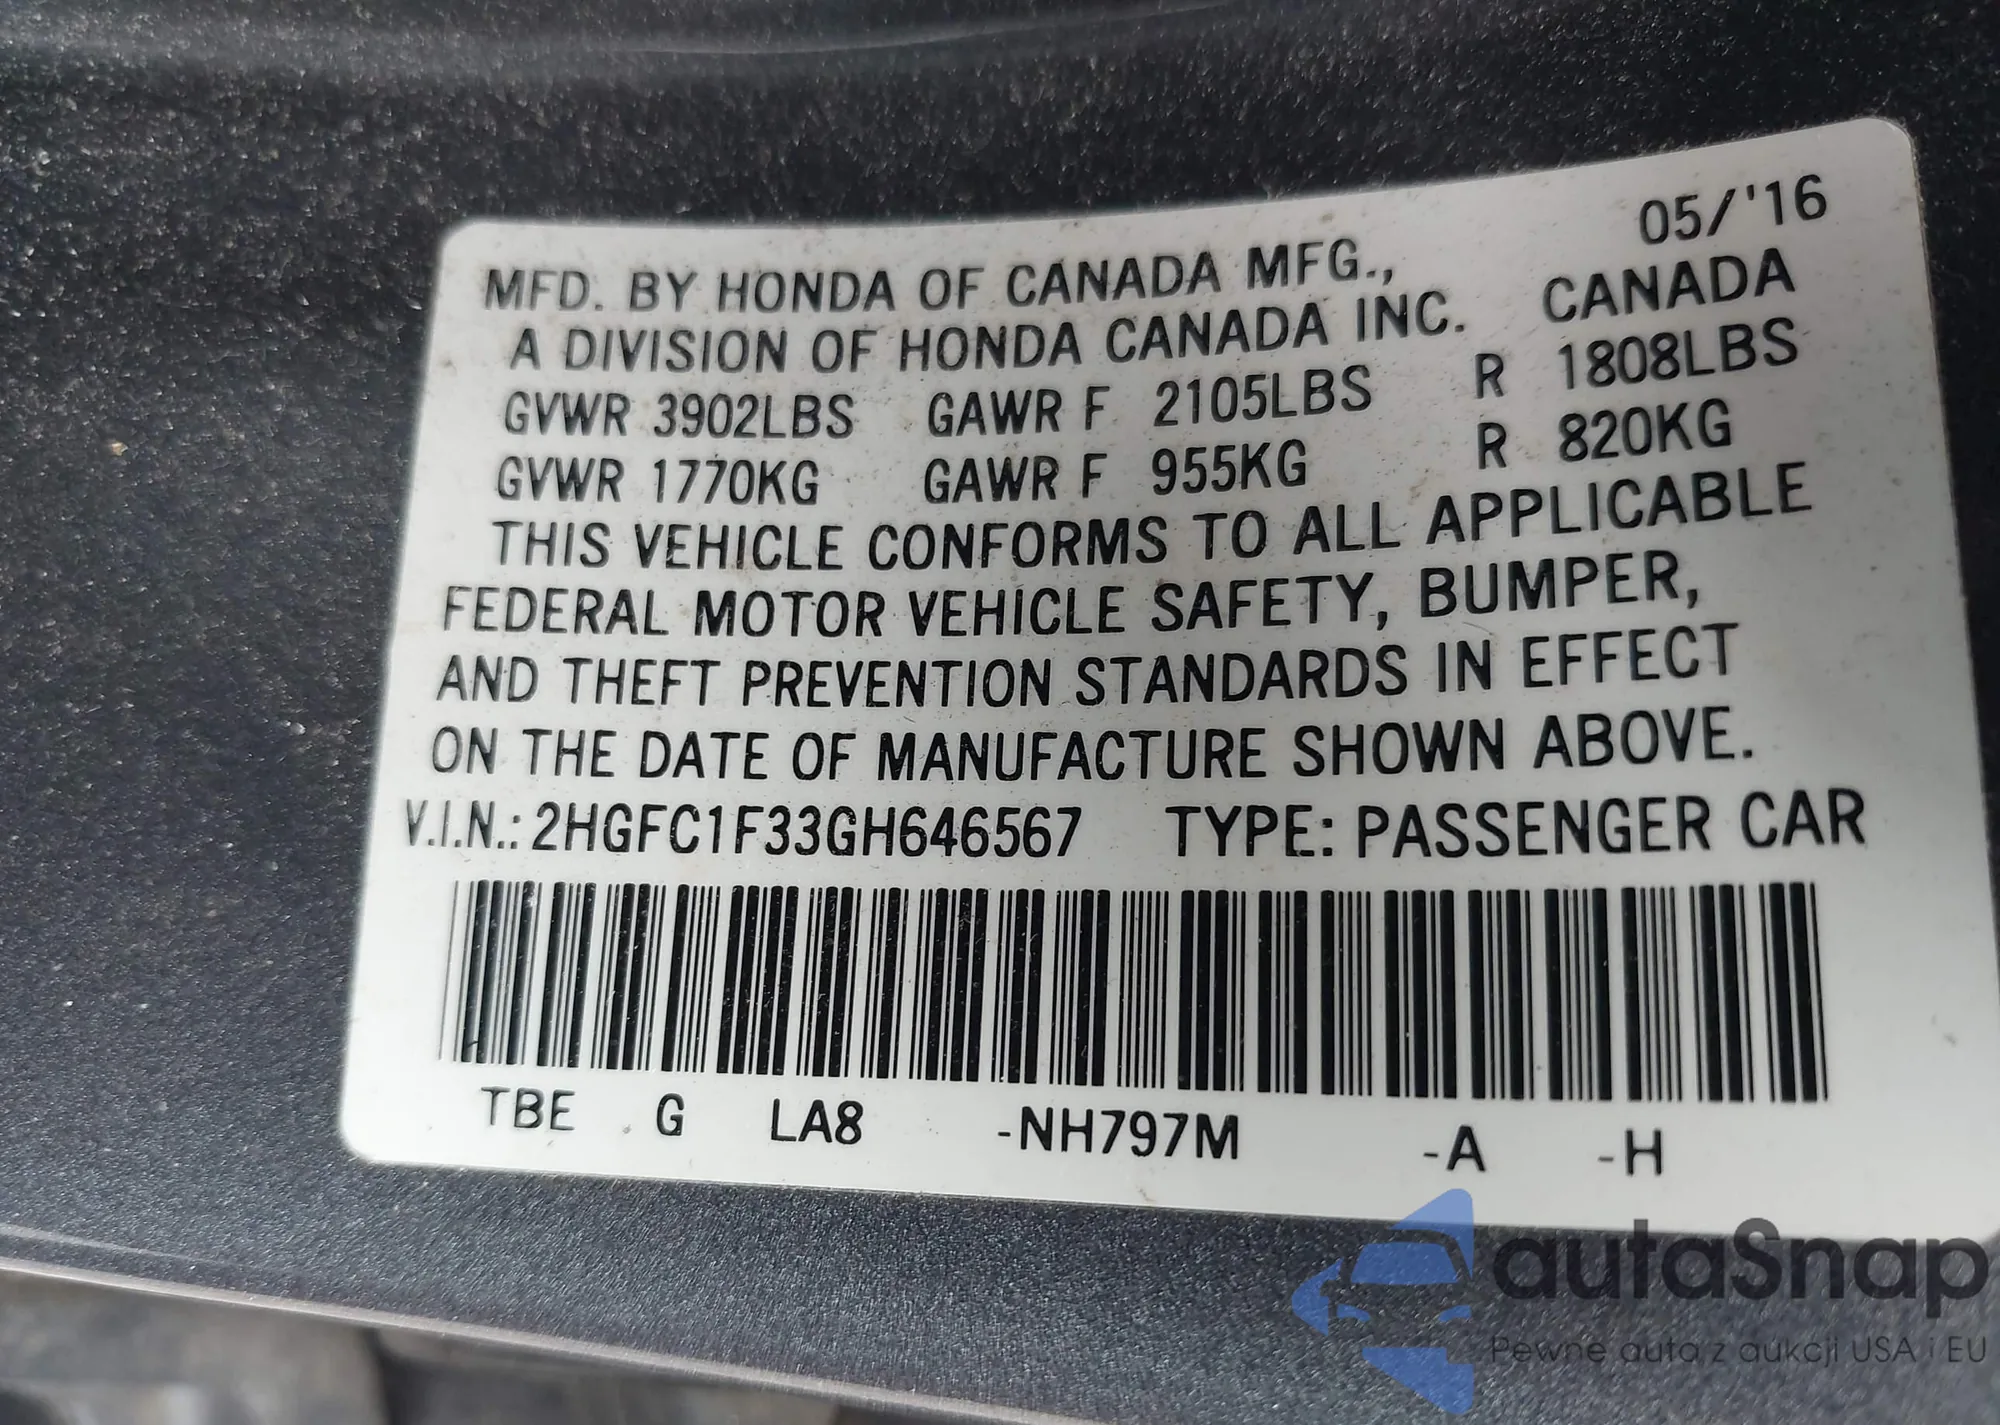 05/'16
MFD. BY HONDA OF CANADA MFG.,
A DIVISION OF HONDA CANADA INC. CANADA
GVWR 3902LBS GAWR F 2105LBS R 1808LBS
GVWR 1770KG GAWR F 955KG R 820KG
THIS VEHICLE CONFORMS TO ALL APPLICABLE
FEDERAL MOTOR VEHICLE SAFETY, BUMPER,
AND THEFT PREVENTION STANDARDS IN EFFECT
ON THE DATE OF MANUFACTURE SHOWN ABOVE.
V.I.N.: 2HGFC1F33GH646567 TYPE: PASSENGER CAR
TBE G LA8 -NH797M -A -H
autaSnap
Pewne auta z aukcji USA i EU